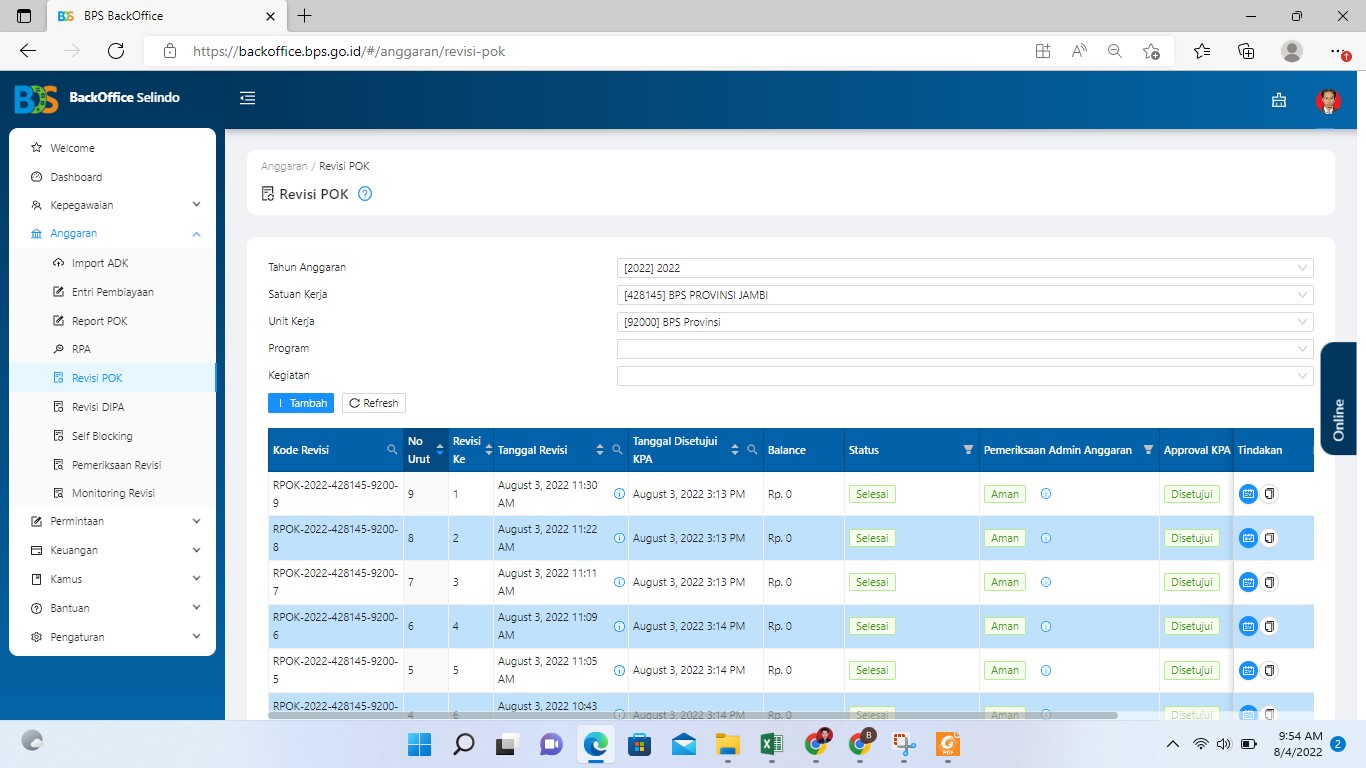 BPS BackOffice
https://backoffice.bps.go.id/#/anggaran/revisi-pok
BPS
BackOffice Selindo
Welcome
Dashboard
Kepegawaian
Anggaran
Import ADK
Entri Pembiayaan
Report POK
RPA
Revisi POK
Revisi DIPA
Self Blocking
Pemeriksaan Revisi
Monitoring Revisi
Permintaan
Keuangan
Kamus
Bantuan
Pengaturan
Anggaran / Revisi POK
Revisi POK
Tahun Anggaran [2022] 2022
Satuan Kerja [428145] BPS PROVINSI JAMBI
Unit Kerja [92000] BPS Provinsi
Program
Kegiatan
Tambah Refresh
Online
Kode Revisi No Urut Revisi Ke Tanggal Revisi Tanggal Disetujui KPA Balance Status Pemeriksaan Admin Anggaran Approval KPA Tindakan
RPOK-2022-428145-9200-9 9 1 August 3, 2022 11:30 AM August 3, 2022 3:13 PM Rp. 0 Selesai Aman Disetujui
RPOK-2022-428145-9200-8 8 2 August 3, 2022 11:22 AM August 3, 2022 3:13 PM Rp. 0 Selesai Aman Disetujui
RPOK-2022-428145-9200-7 7 3 August 3, 2022 11:11 AM August 3, 2022 3:13 PM Rp. 0 Selesai Aman Disetujui
RPOK-2022-428145-9200-6 6 4 August 3, 2022 11:09 AM August 3, 2022 3:14 PM Rp. 0 Selesai Aman Disetujui
RPOK-2022-428145-9200-5 5 5 August 3, 2022 11:05 AM August 3, 2022 3:14 PM Rp. 0 Selesai Aman Disetujui
RPOK-2022-428145-9200- 4 6 August 3, 2022 10:43 August 3, 2022 3:14 PM Rp. 0 Selesai Aman Disetujui
9:54 AM
8/4/2022
2